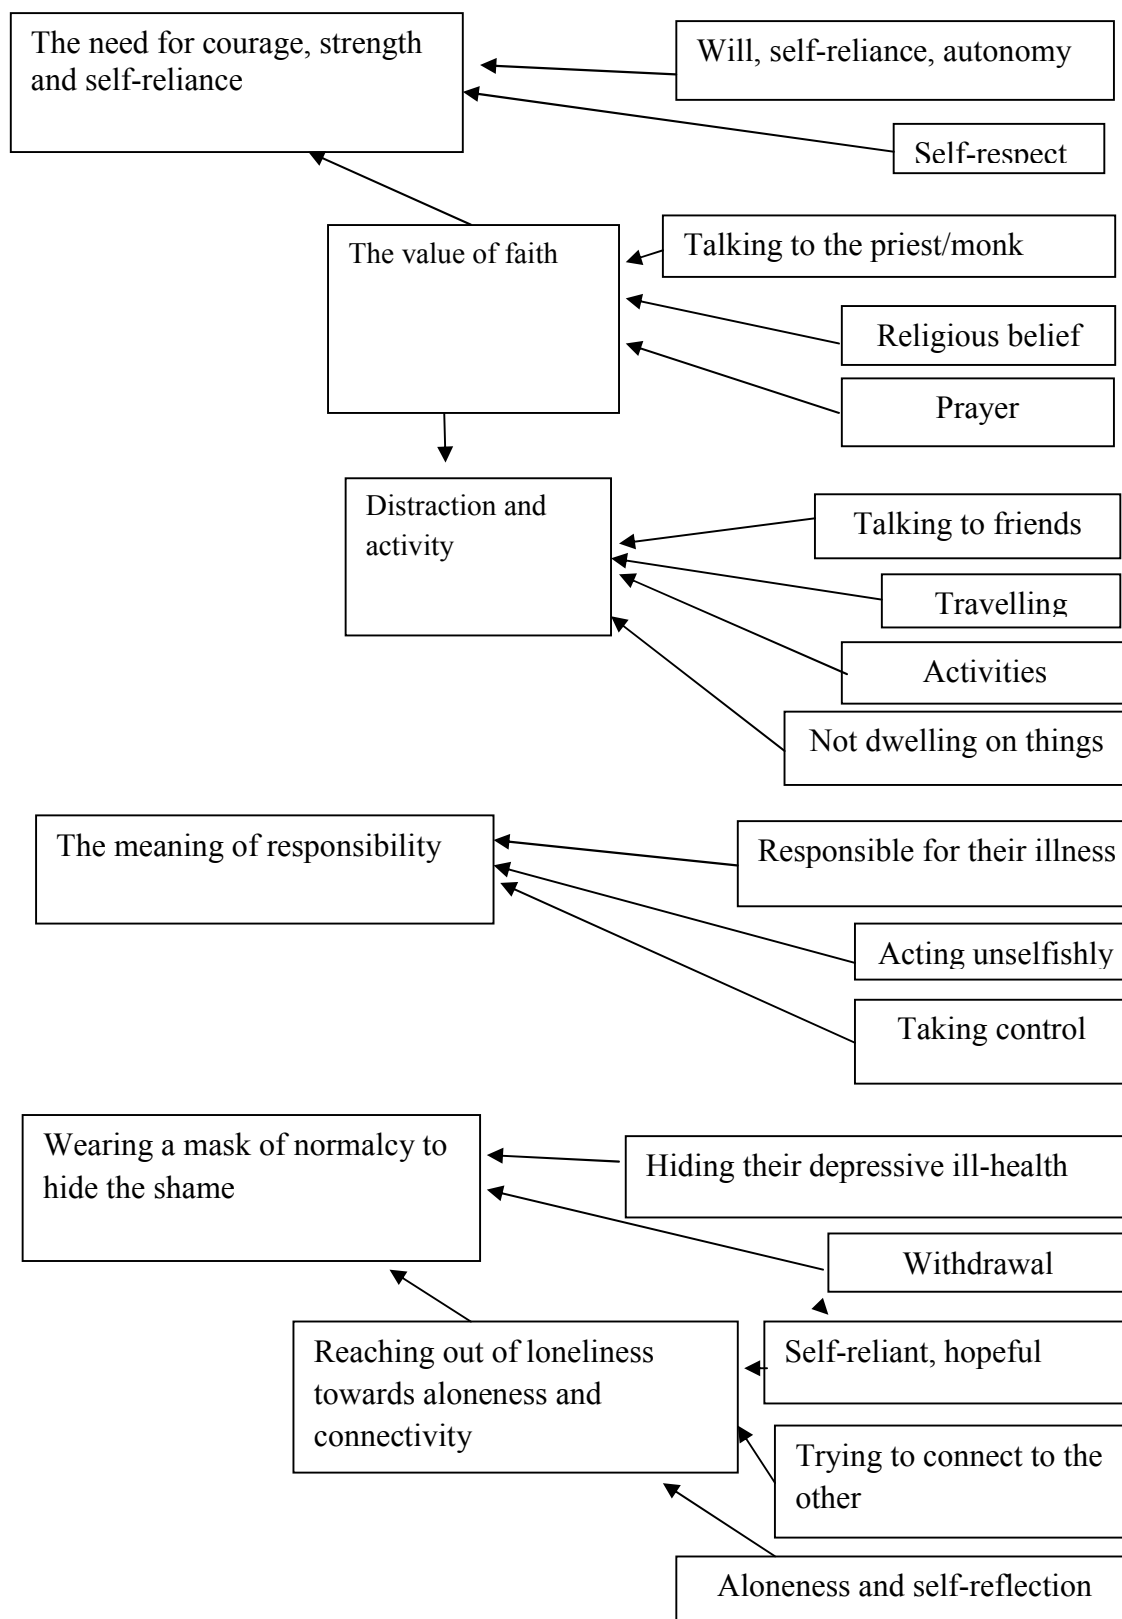 The need for courage, strength
and self-reliance
Will, self-reliance, autonomy
Self-respect
The value of faith
Talking to the priest/monk
Religious belief
Prayer
Distraction and
activity
Talking to friends
Travelling
Activities
Not dwelling on things
The meaning of responsibility
Responsible for their illness
Acting unselfishly
Taking control
Wearing a mask of normalcy to
hide the shame
Hiding their depressive ill-health
Withdrawal
Reaching out of loneliness
towards aloneness and
connectivity
Self-reliant, hopeful
Trying to connect to the
other
Aloneness and self-reflection